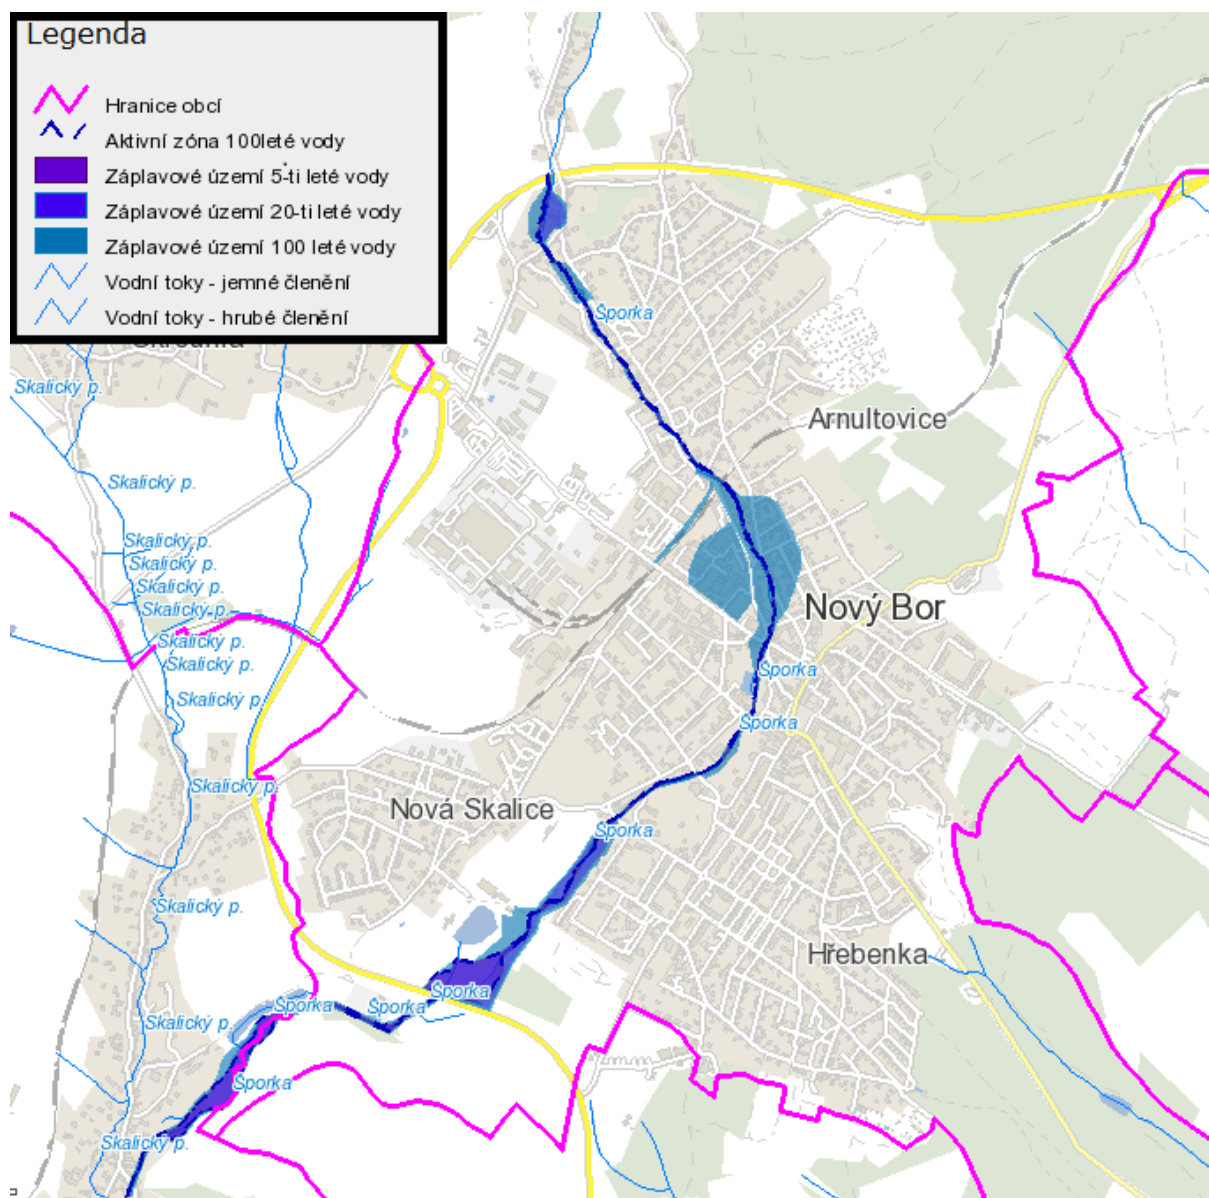 Legenda
Hranice obcí
Aktivní zóna 100leté vody
Záplavové území 5-ti leté vody
Záplavové území 20-ti leté vody
Záplavové území 100 leté vody
Vodní toky - jemné členění
Vodní toky - hrubé členění
Šporka
Skalický p.
Arnultovice
Skalický p.
Skalický p.
Skalický p.
Skalický p.
Skalický p.
Nový Bor
Skalický p.
Skalický p.
Šporka
Skalický p.
Šporka
Skalický p.
Nová Skalice
Šporka
Skalický p.
Hřebenka
Šporka
Šporka
Šporka
Skalický p.
Šporka
Skalický p.